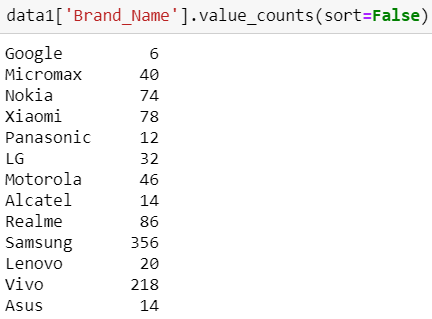 data1['Brand_Name'].value_counts(sort=False)
Google 6
Micromax 40
Nokia 74
Xiaomi 78
Panasonic 12
LG 32
Motorola 46
Alcatel 14
Realme 86
Samsung 356
Lenovo 20
Vivo 218
Asus 14